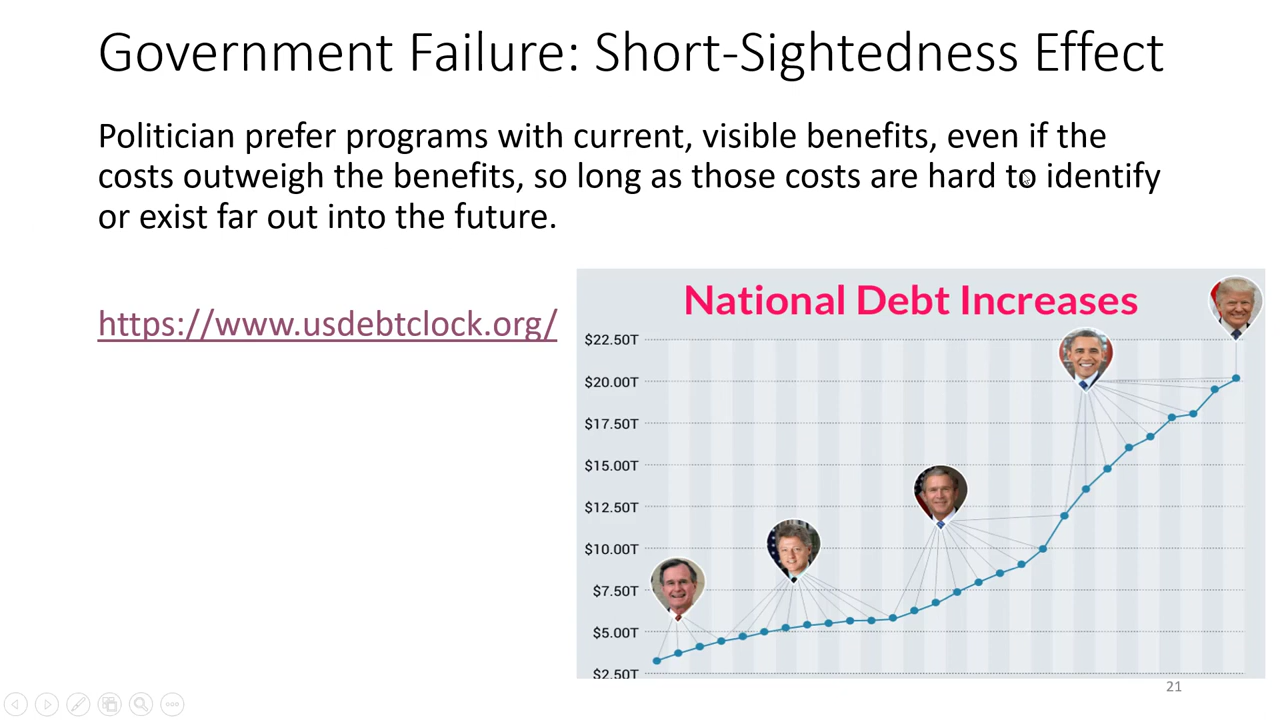 Government Failure: Short-Sightedness Effect
Politician prefer programs with current, visible benefits, even if the
costs outweigh the benefits, so long as those costs are hard to identify
or exist far out into the future.
https://www.usdebtclock.org/
National Debt Increases
$22.50T
$20.00T
$17.50T
$15.00T
$12.50T
$10.00T
$7.50T
$5.00T
$2.50T
21